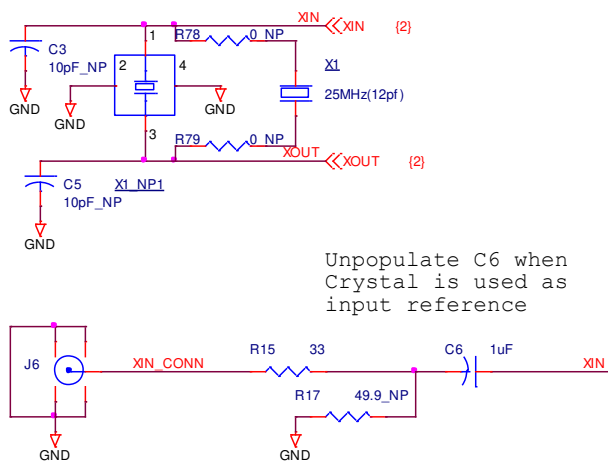 XIN
XIN {2}
1
R78 0_NP
C3
10pF_NP
2
4
X1
25MHz(12pf)
GND
GND
GND
3
R79 0_NP
XOUT
XOUT {2}
C5
10pF_NP
X1_NP1
GND
Unpopulate C6 when
Crystal is used as
input reference
J6
XIN_CONN
R15 33
C6 1uF
XIN
R17 49.9_NP
GND
GND